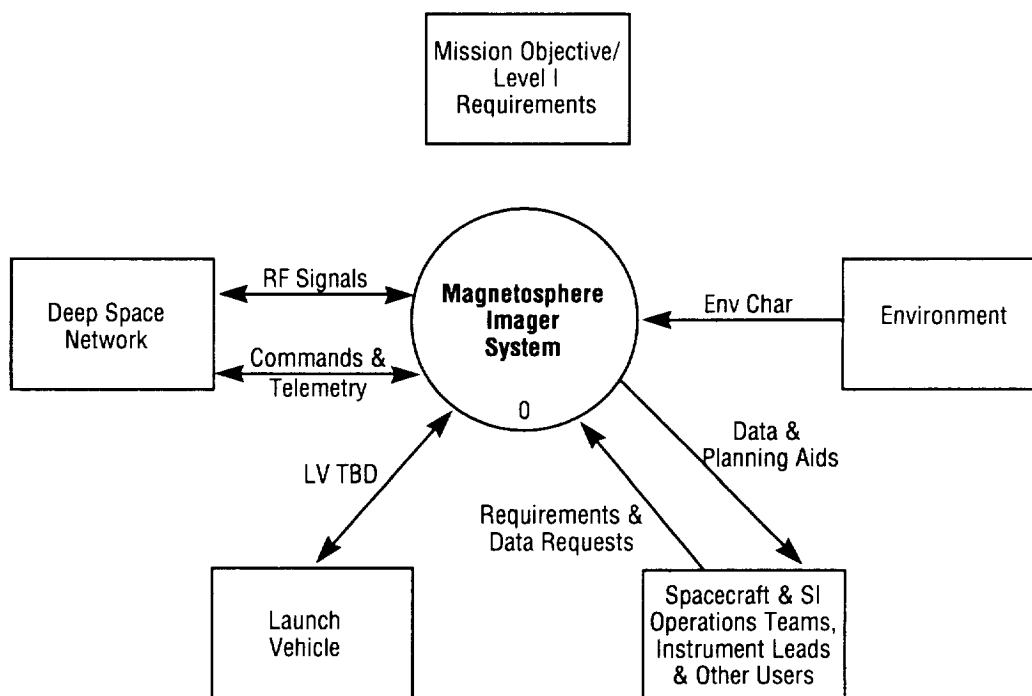 Mission Objective/
Level I
Requirements
RF Signals
Deep Space
Network
Commands &
Telemetry
Magnetosphere
Imager
System
0
Env Char
Environment
LV TBD
Data &
Planning Aids
Requirements &
Data Requests
Launch
Vehicle
Spacecraft & SI
Operations Teams,
Instrument Leads
& Other Users